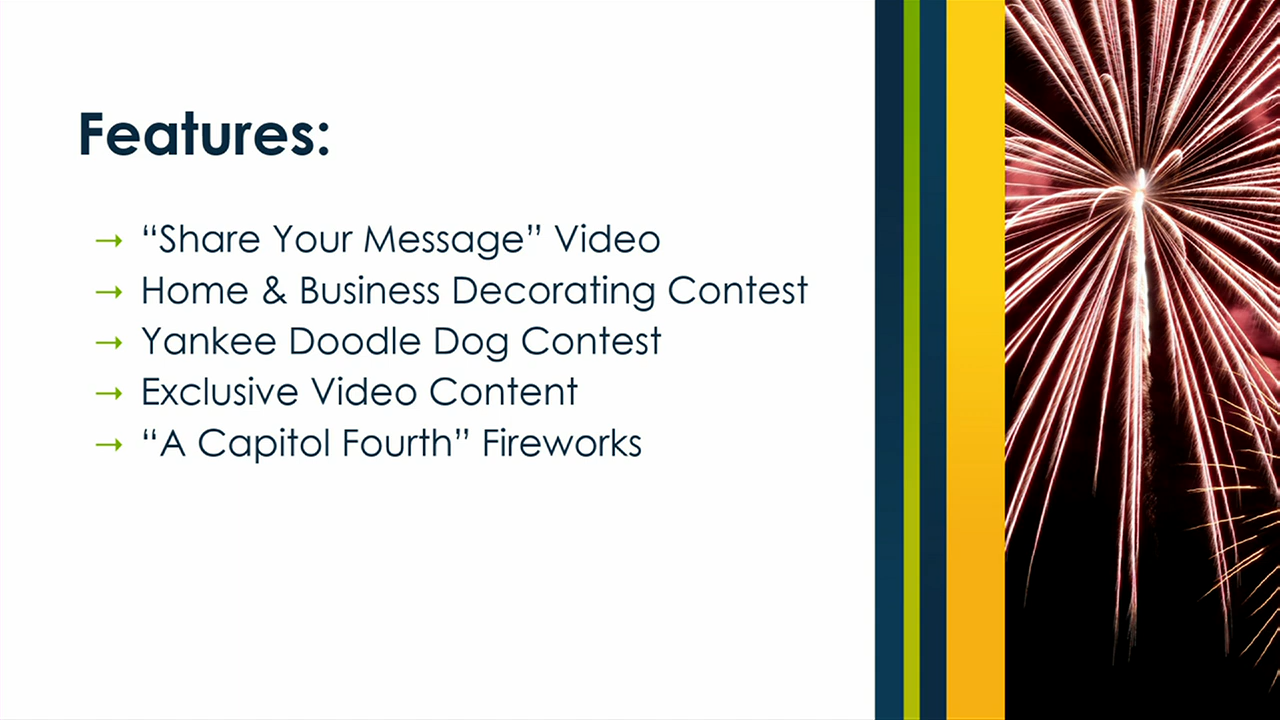 Features:
→ “Share Your Message” Video
→ Home & Business Decorating Contest
→ Yankee Doodle Dog Contest
→ Exclusive Video Content
→ “A Capitol Fourth” Fireworks